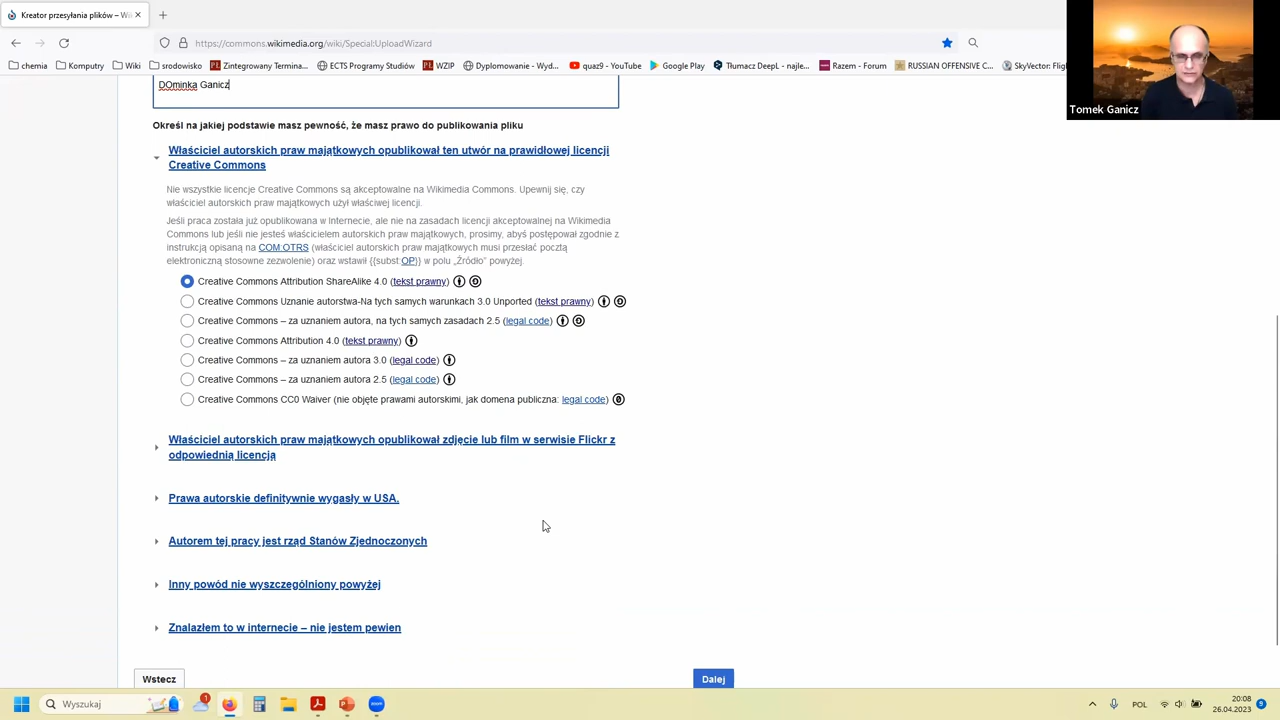 Kreator przesyłania plików – Wi
https://commons.wikimedia.org/wiki/Special:UploadWizard
chemia
Komputry
Wiki
srodowisko
Zintegrowany Termina...
ECTS Programy Studiów
WZIP
Dyplomowanie - Wyd...
quaz9 - YouTube
Google Play
Tłumacz DeepL - najle...
Razem - Forum
RUSSIAN OFFENSIVE C...
SkyVector: Fligh
Tomek Ganicz
DOminka Ganicz
Określ na jakiej podstawie masz pewność, że masz prawo do publikowania pliku
Właściciel autorskich praw majątkowych opublikował ten utwór na prawidłowej licencji
Creative Commons
Nie wszystkie licencje Creative Commons są akceptowalne na Wikimedia Commons. Upewnij się, czy
właściciel autorskich praw majątkowych użył właściwej licencji.
Jeśli praca została już opublikowana w Internecie, ale nie na zasadach licencji akceptowalnej na Wikimedia
Commons lub jeśli nie jesteś właścicielem autorskich praw majątkowych, prosimy, abyś postępował zgodnie z
instrukcją opisaną na COM:OTRS (właściciel autorskich praw majątkowych musi przesłać pocztą
elektroniczną stosowne zezwolenie) oraz wstawił {{subst OP}} w polu „Źródło” powyżej.
Creative Commons Attribution ShareAlike 4.0 (tekst prawny)
Creative Commons Uznanie autorstwa-Na tych samych warunkach 3.0 Unported (tekst prawny)
Creative Commons – za uznaniem autora, na tych samych zasadach 2.5 (legal code)
Creative Commons Attribution 4.0 (tekst prawny)
Creative Commons – za uznaniem autora 3.0 (legal code)
Creative Commons – za uznaniem autora 2.5 (legal code)
Creative Commons CC0 Waiver (nie objęte prawami autorskimi, jak domena publiczna: legal code)
Właściciel autorskich praw majątkowych opublikował zdjęcie lub film w serwisie Flickr z
odpowiednią licencją
Prawa autorskie definitywnie wygasły w USA.
Autorem tej pracy jest rząd Stanów Zjednoczonych
Inny powód nie wyszczególniony powyżej
Znalazłem to w internecie – nie jestem pewien
Wstecz
Dalej
Wyszukaj
1
zoom
POL
20:08
26.04.2023